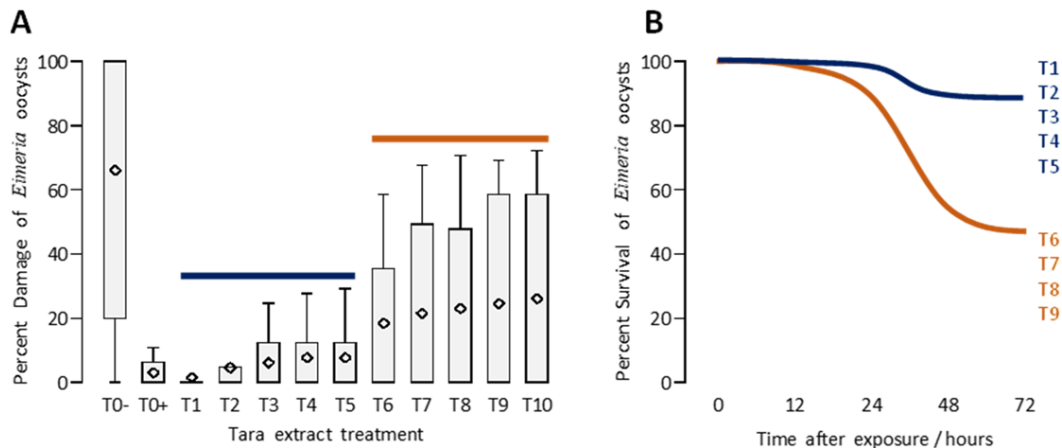 A
Percent Damage of Eimeria oocysts
100
80
60
40
20
0
T0- T0+ T1 T2 T3 T4 T5 T6 T7 T8 T9 T10
Tara extract treatment
B
Percent Survival of Eimeria oocysts
100
80
60
40
20
0
T1
T2
T3
T4
T5
T6
T7
T8
T9
0 12 24 48 72
Time after exposure / hours